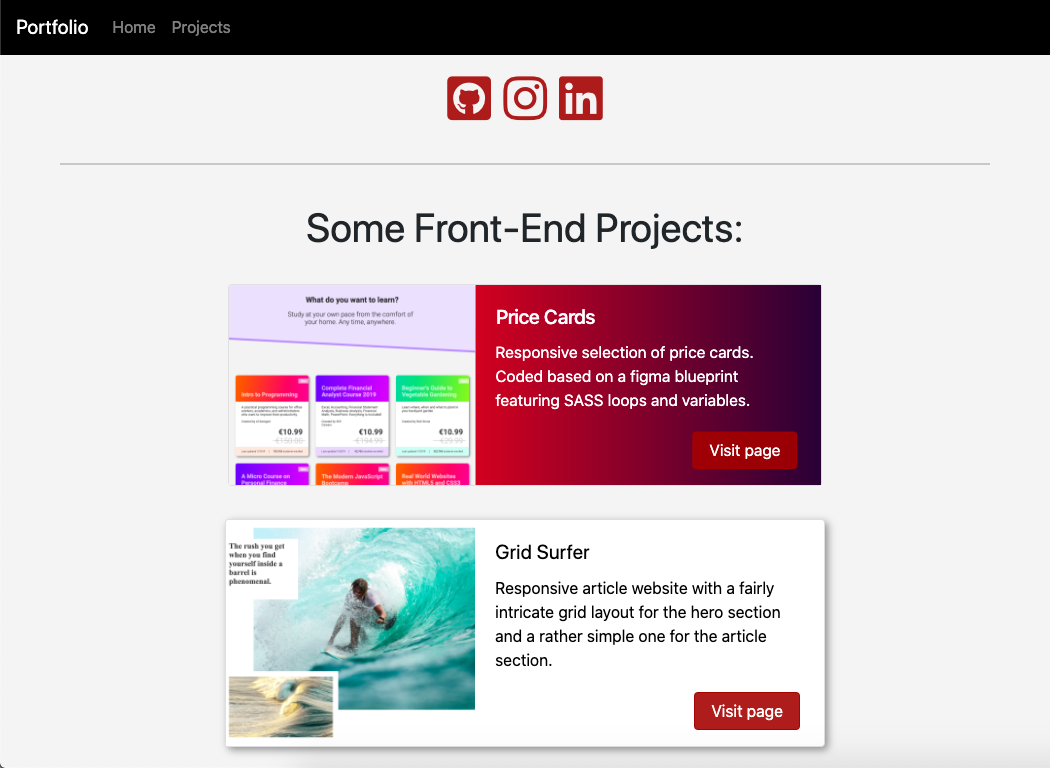 Portfolio Home Projects
Some Front-End Projects:
What do you want to learn?
Study at your own pace from the comfort of
your home. Any time, anywhere.
Intro to Programming
€10.99
Complete Financial
Analyst Course 2019
€10.99
Beginner's Guide to
Vegetable Gardening
€10.99
A Micro Course on
Personal Finance
The Modern JavaScript
Bootcamp
Real World Websites
with HTML5 and CSS3
Price Cards
Responsive selection of price cards.
Coded based on a figma blueprint
featuring SASS loops and variables.
Visit page
The rush you get
when you find
yourself inside a
barrel is
phenomenal.
Grid Surfer
Responsive article website with a fairly
intricate grid layout for the hero section
and a rather simple one for the article
section.
Visit page